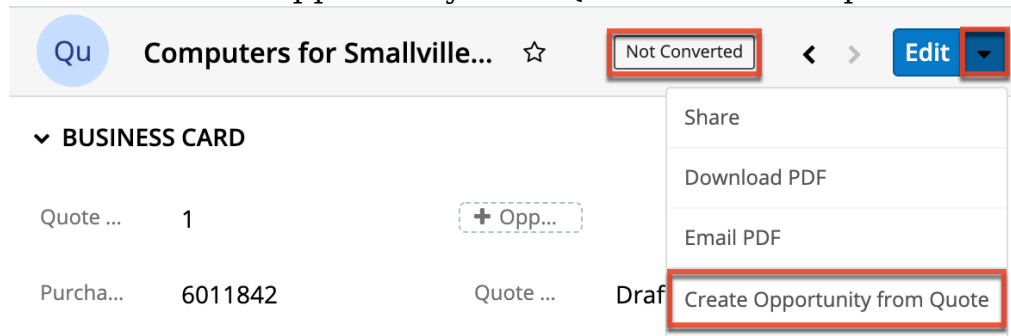 Qu Computers for Smallville... Not Converted Edit
Share
BUSINESS CARD
Download PDF
Quote ... 1 + Opp...
Email PDF
Purcha... 6011842 Quote ... Draf
Create Opportunity from Quote